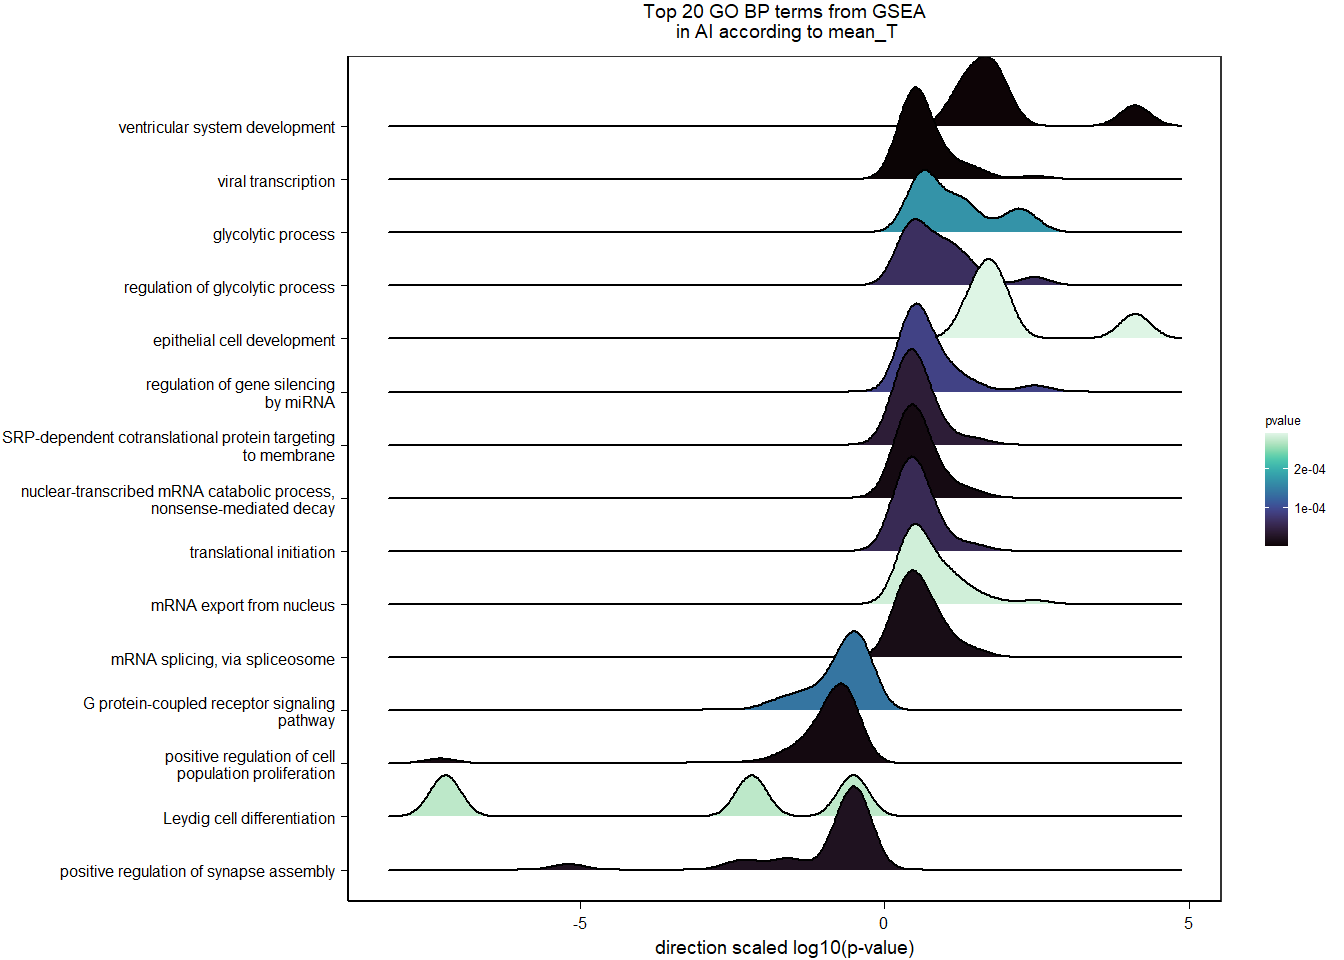 Top 20 GO BP terms from GSEA
in AI according to mean_T
ventricular system development
viral transcription
glycolytic process
regulation of glycolytic process
epithelial cell development
regulation of gene silencing
by miRNA
SRP-dependent cotranslational protein targeting
to membrane
nuclear-transcribed mRNA catabolic process,
nonsense-mediated decay
translational initiation
mRNA export from nucleus
mRNA splicing, via spliceosome
G protein-coupled receptor signaling
pathway
positive regulation of cell
population proliferation
Leydig cell differentiation
positive regulation of synapse assembly
-5
0
5
direction scaled log10(p-value)
pvalue
2e-04
1e-04